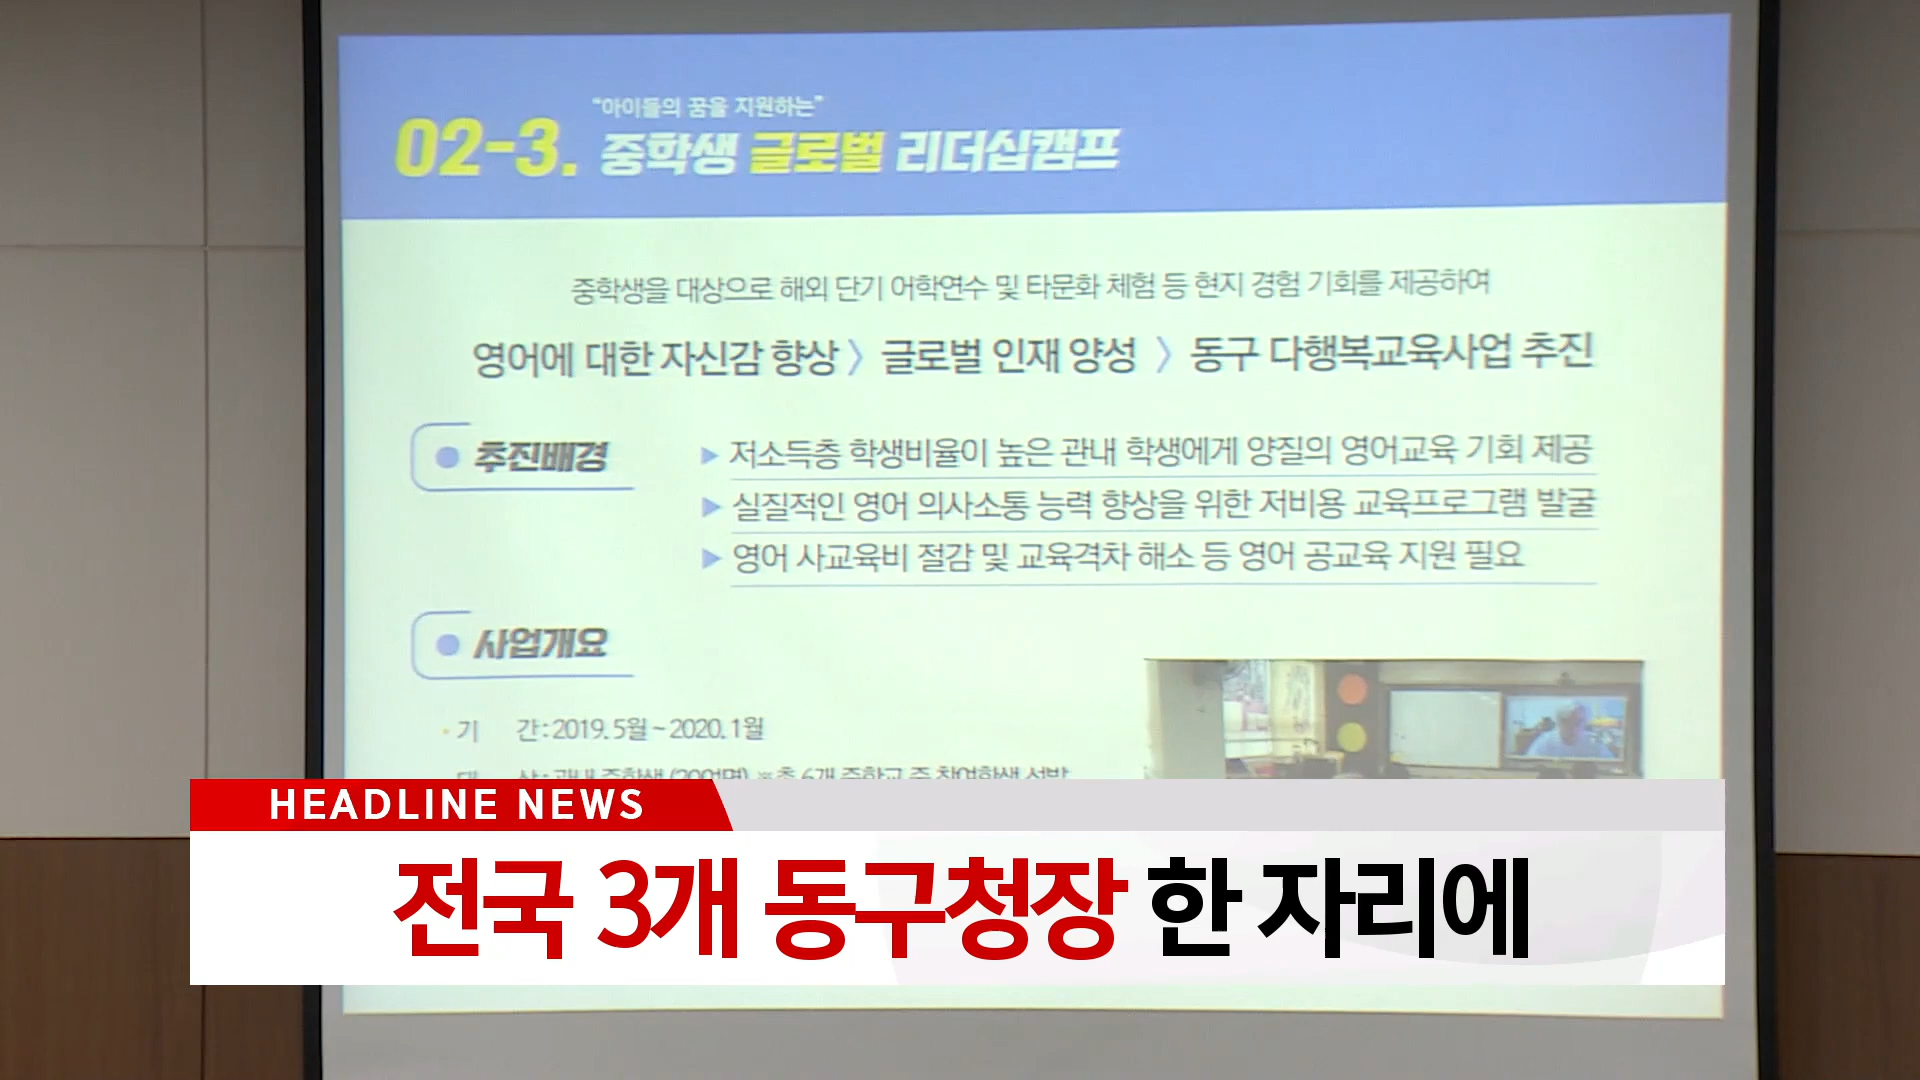 "아이들의 꿈을 지원하는"
02-3. 중학생 글로벌 리더십캠프
중학생을 대상으로 해외 단기 어학연수 및 타문화 체험 등 현지 경험 기회를 제공하여
영어에 대한 자신감 향상 〉 글로벌 인재 양성 〉 동구 다행복교육사업 추진
● 추진배경
▶ 저소득층 학생비율이 높은 관내 학생에게 양질의 영어교육 기회 제공
▶ 실질적인 영어 의사소통 능력 향상을 위한 저비용 교육프로그램 발굴
▶ 영어 사교육비 절감 및 교육격차 해소 등 영어 공교육 지원 필요
● 사업개요
• 기 간 : 2019. 5월 ~ 2020. 1월
HEADLINE NEWS
전국 3개 동구청장 한 자리에